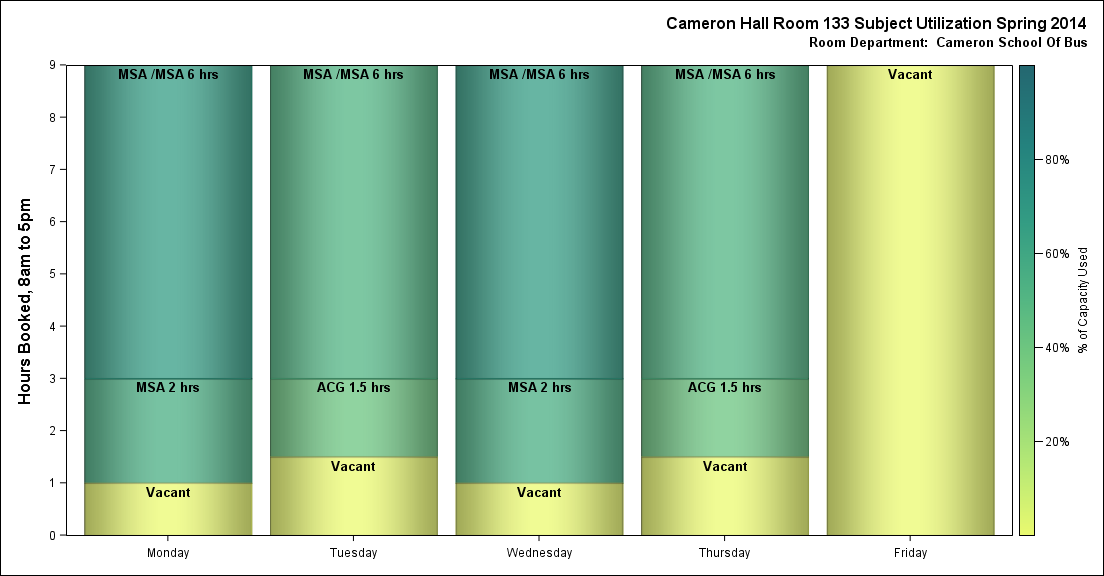 Cameron Hall Room 133 Subject Utilization Spring 2014
Room Department:  Cameron School Of Bus
Hours Booked, 8am to 5pm
9
8
7
6
5
4
3
2
1
0
MSA /MSA 6 hrs
MSA 2 hrs
Vacant
MSA /MSA 6 hrs
ACG 1.5 hrs
Vacant
MSA /MSA 6 hrs
MSA 2 hrs
Vacant
MSA /MSA 6 hrs
ACG 1.5 hrs
Vacant
Vacant
Monday
Tuesday
Wednesday
Thursday
Friday
80%
60%
40%
20%
% of Capacity Used